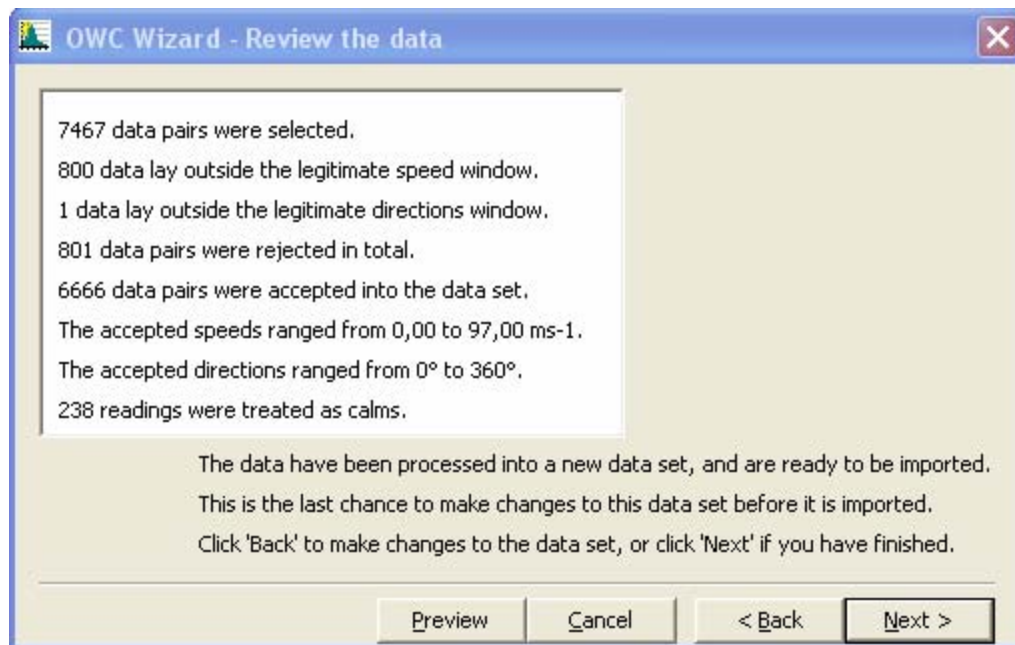 OWC Wizard - Review the data
7467 data pairs were selected.
800 data lay outside the legitimate speed window.
1 data lay outside the legitimate directions window.
801 data pairs were rejected in total.
6666 data pairs were accepted into the data set.
The accepted speeds ranged from 0,00 to 97,00 ms-1.
The accepted directions ranged from 0° to 360°.
238 readings were treated as calms.
The data have been processed into a new data set, and are ready to be imported.
This is the last chance to make changes to this data set before it is imported.
Click 'Back' to make changes to the data set, or click 'Next' if you have finished.
Preview Cancel < Back Next >